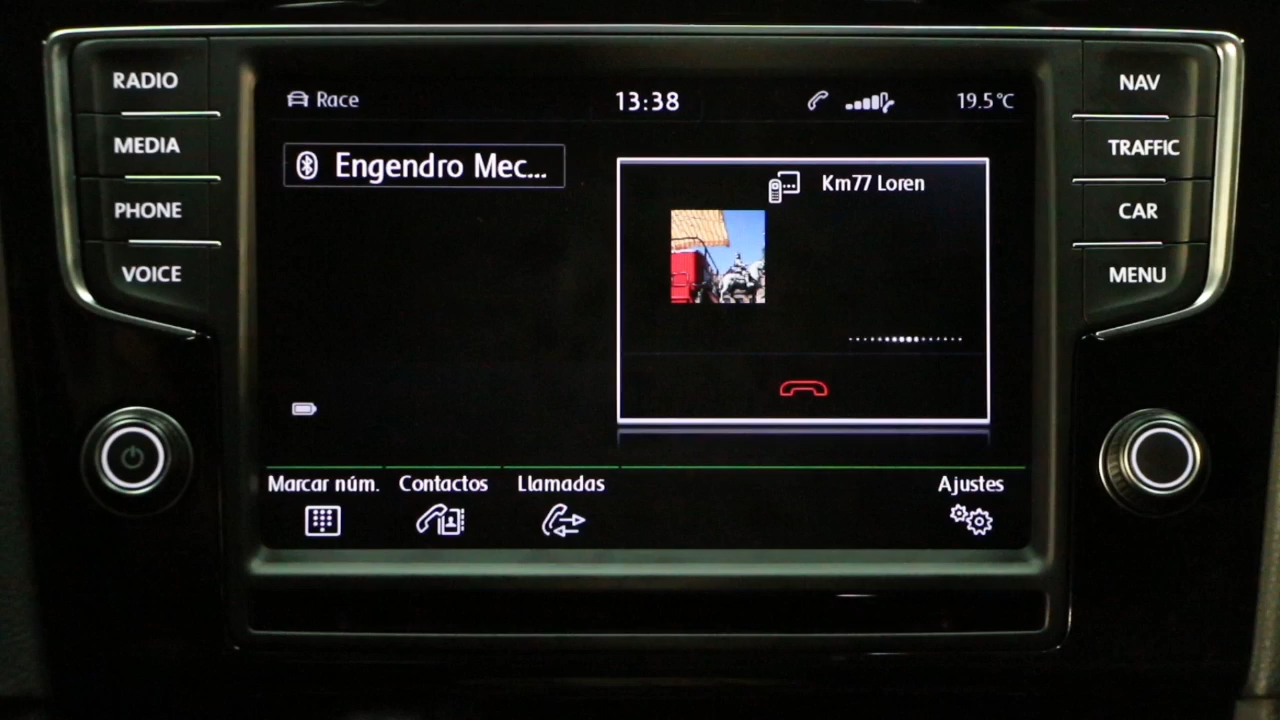 RADIO
MEDIA
PHONE
VOICE
Race
13:38
19.5°C
Engendro Mec...
Km77 Loren
Marcar núm.
Contactos
Llamadas
Ajustes
NAV
TRAFFIC
CAR
MENU